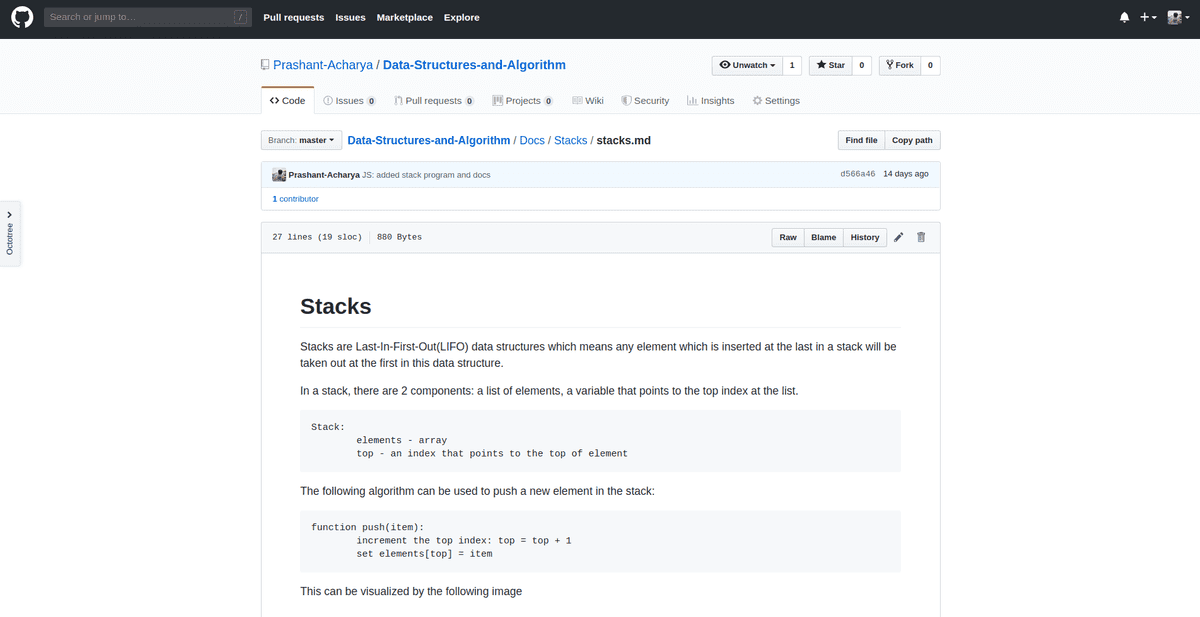 Search or jump to... /
Pull requests Issues Marketplace Explore
Prashant-Acharya / Data-Structures-and-Algorithm
Unwatch 1 Star 0 Fork 0
Code Issues 0 Pull requests 0 Projects 0 Wiki Security Insights Settings
Branch: master Data-Structures-and-Algorithm / Docs / Stacks / stacks.md Find file Copy path
Prashant-Acharya JS: added stack program and docs d566a46 14 days ago
1 contributor
Octotree
27 lines (19 sloc) 880 Bytes Raw Blame History
Stacks
Stacks are Last-In-First-Out(LIFO) data structures which means any element which is inserted at the last in a stack will be
taken out at the first in this data structure.
In a stack, there are 2 components: a list of elements, a variable that points to the top index at the list.
Stack:
elements - array
top - an index that points to the top of element
The following algorithm can be used to push a new element in the stack:
function push(item):
increment the top index: top = top + 1
set elements[top] = item
This can be visualized by the following image